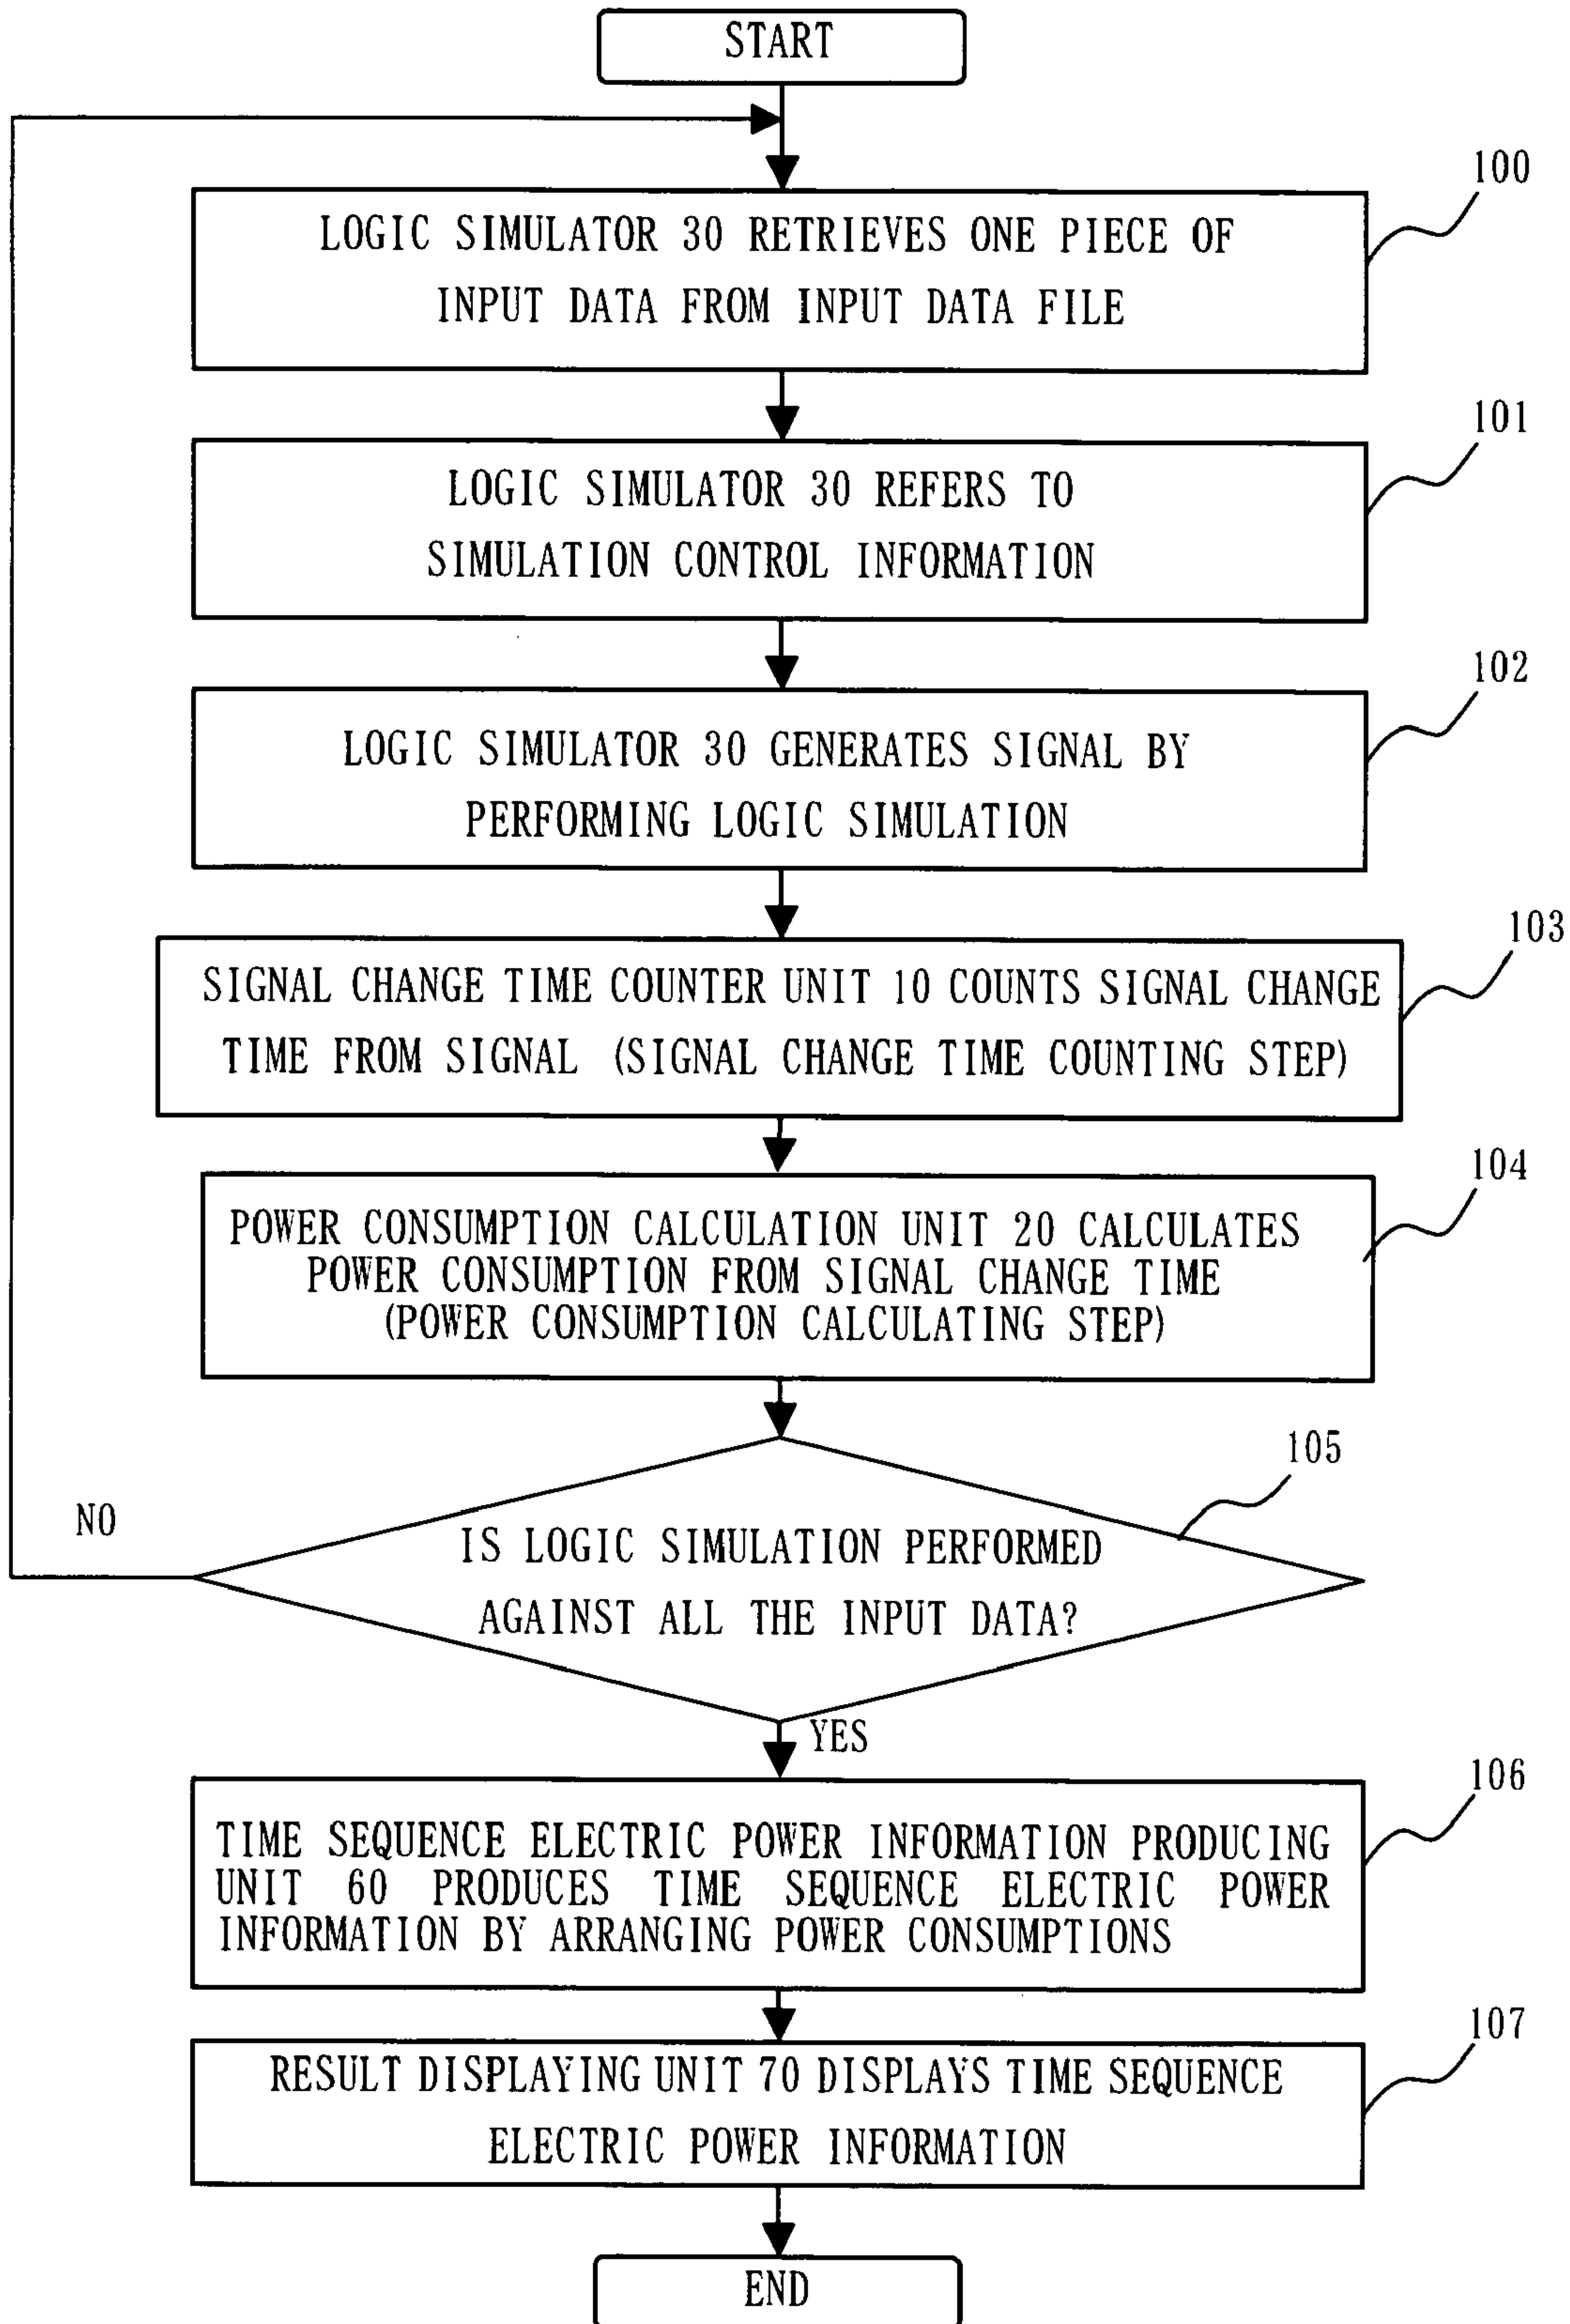 START
100
LOGIC SIMULATOR 30 RETRIEVES ONE PIECE OF
INPUT DATA FROM INPUT DATA FILE
101
LOGIC SIMULATOR 30 REFERS TO
SIMULATION CONTROL INFORMATION
102
LOGIC SIMULATOR 30 GENERATES SIGNAL BY
PERFORMING LOGIC SIMULATION
103
SIGNAL CHANGE TIME COUNTER UNIT 10 COUNTS SIGNAL CHANGE
TIME FROM SIGNAL (SIGNAL CHANGE TIME COUNTING STEP)
104
POWER CONSUMPTION CALCULATION UNIT 20 CALCULATES
POWER CONSUMPTION FROM SIGNAL CHANGE TIME
(POWER CONSUMPTION CALCULATING STEP)
105
NO
IS LOGIC SIMULATION PERFORMED
AGAINST ALL THE INPUT DATA?
YES
106
TIME SEQUENCE ELECTRIC POWER INFORMATION PRODUCING
UNIT 60 PRODUCES TIME SEQUENCE ELECTRIC POWER
INFORMATION BY ARRANGING POWER CONSUMPTIONS
107
RESULT DISPLAYING UNIT 70 DISPLAYS TIME SEQUENCE
ELECTRIC POWER INFORMATION
END